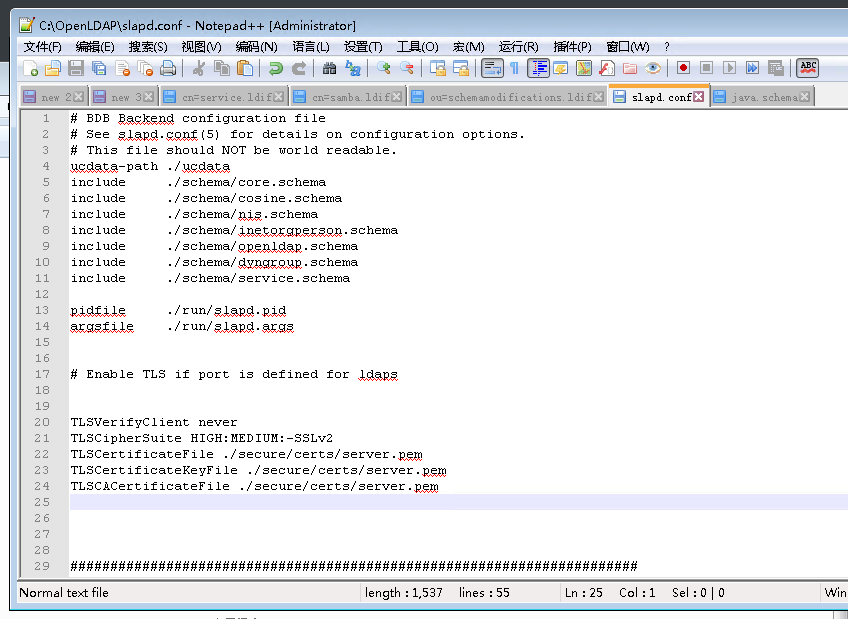 C:\OpenLDAP\slapd.conf - Notepad++ [Administrator]
文件(F) 编辑(E) 搜索(S) 视图(V) 编码(N) 语言(L) 设置(T) 工具(O) 宏(M) 运行(R) 插件(P) 窗口(W) ?
ABC
new 2 new 3 cn=service.ldif cn=samba.ldif ou=schemamodifications.ldif slapd.conf java.schema
1 # BDB Backend configuration file
2 # See slapd.conf(5) for details on configuration options.
3 # This file should NOT be world readable.
4 ucdata-path ./ucdata
5 include ./schema/core.schema
6 include ./schema/cosine.schema
7 include ./schema/nis.schema
8 include ./schema/inetorgperson.schema
9 include ./schema/openldap.schema
10 include ./schema/dyngroup.schema
11 include ./schema/service.schema
12
13 pidfile ./run/slapd.pid
14 argsfile ./run/slapd.args
15
16
17 # Enable TLS if port is defined for ldaps
18
19
20 TLSVerifyClient never
21 TLSCipherSuite HIGH:MEDIUM:-SSLv2
22 TLSCertificateFile ./secure/certs/server.pem
23 TLSCertificateKeyFile ./secure/certs/server.pem
24 TLSCACertificateFile ./secure/certs/server.pem
25
26
27
28
29 #######################################################################
Normal text file length : 1,537 lines : 55 Ln : 25 Col : 1 Sel : 0 | 0 Win